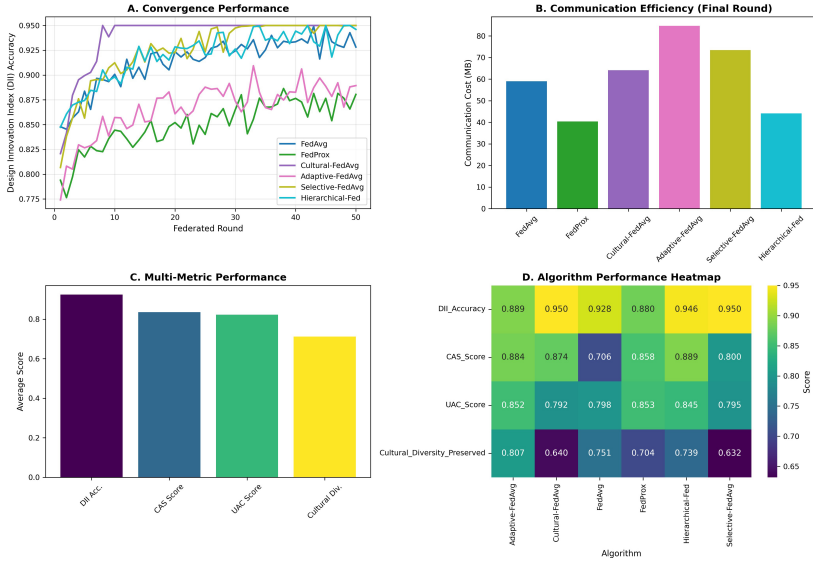 A. Convergence Performance
Design Innovation Index (DII) Accuracy
0.950
0.925
0.900
0.875
0.850
0.825
0.800
0.775
0
10
20
30
40
50
Federated Round
FedAvg
FedProx
Cultural-FedAvg
Adaptive-FedAvg
Selective-FedAvg
Hierarchical-Fed
B. Communication Efficiency (Final Round)
Communication Cost (MB)
80
70
60
50
40
30
20
10
0
FedAvg
FedProx
Cultural-FedAvg
Adaptive-FedAvg
Selective-FedAvg
Hierarchical-Fed
C. Multi-Metric Performance
Average Score
0.8
0.6
0.4
0.2
0.0
DII Acc.
CAS Score
UAC Score
Cultural Div.
D. Algorithm Performance Heatmap
DII_Accuracy
0.889 0.950 0.928 0.880 0.946 0.950
CAS_Score
0.884 0.874 0.706 0.858 0.889 0.800
UAC_Score
0.852 0.792 0.798 0.853 0.845 0.795
Cultural_Diversity_Preserved
0.807 0.640 0.751 0.704 0.739 0.632
Adaptive-FedAvg
Cultural-FedAvg
FedAvg
FedProx
Hierarchical-Fed
Selective-FedAvg
Algorithm
0.95
0.90
0.85
0.80
0.75
0.70
0.65
Score